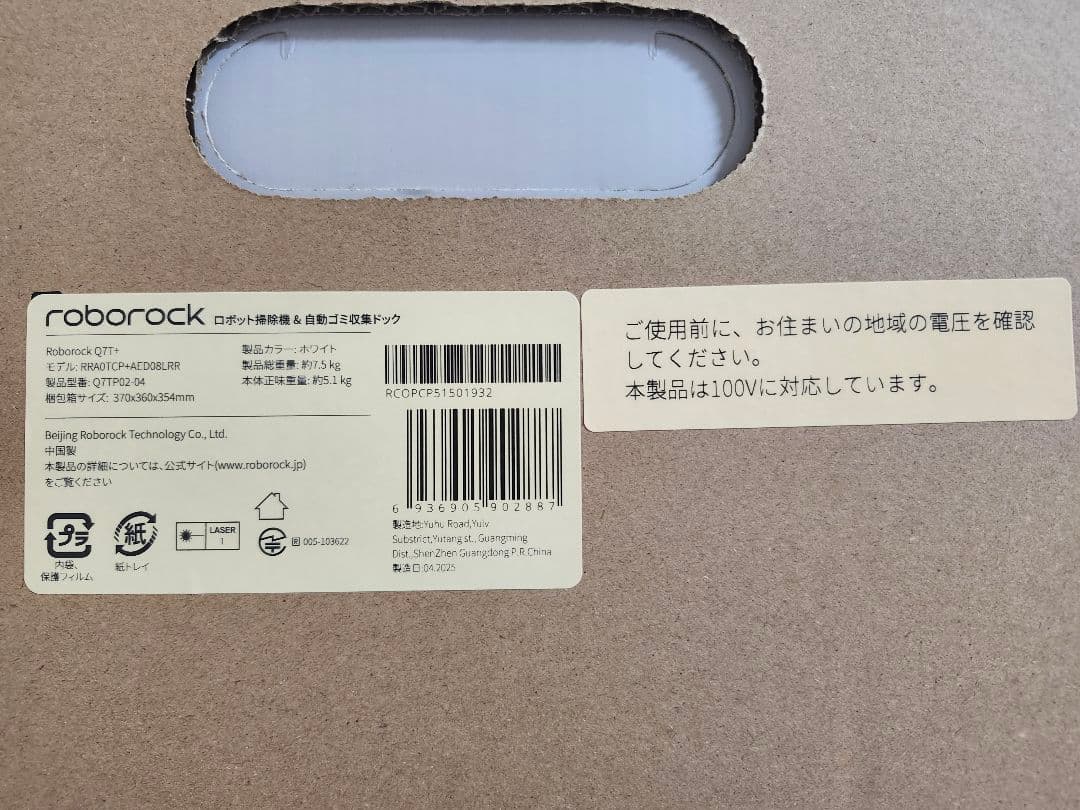 roborock ロボット掃除機 & 自動ゴミ収集ドック
Roborock Q7T+
モデル: RRA0TCP+AED08LRR
製品型番: Q7TP02-04
梱包箱サイズ: 370x360x354mm
製品カラー: ホワイト
製品総重量: 約7.5 kg
本体正味重量: 約5.1 kg
Beijing Roborock Technology Co., Ltd.
中国製
本製品の詳細については、公式サイト(www.roborock.jp)
をご覧ください
プラ
内袋、
保護フィルム
紙
紙トレイ
LASER
1
005-103622
RCOPCP51501932
6 936905 902887
製造地:Yuhu Road,Yulv
Substrict,Yutang st., Guangming
Dist.,ShenZhen Guangdong P.R.China
製造日:04.2025
ご使用前に、お住まいの地域の電圧を確認
してください。
本製品は100Vに対応しています。